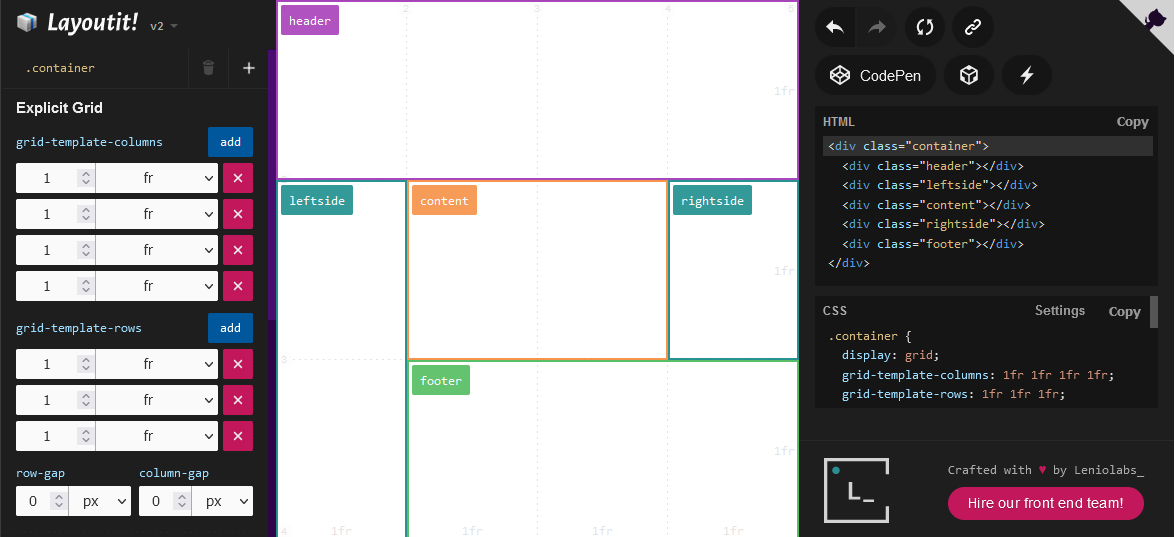 Layoutit! v2
.container
Explicit Grid
grid-template-columns add
1 fr
1 fr
1 fr
1 fr
grid-template-rows add
1 fr
1 fr
1 fr
row-gap column-gap
0 px 0 px
2 3 4 5
header
1fr
leftside content rightside
1fr
3
footer
1fr
4 1fr 1fr 1fr 1fr
CodePen
HTML Copy
<div class="container">
<div class="header"></div>
<div class="leftside"></div>
<div class="content"></div>
<div class="rightside"></div>
<div class="footer"></div>
</div>
CSS Settings Copy
.container {
display: grid;
grid-template-columns: 1fr 1fr 1fr 1fr;
grid-template-rows: 1fr 1fr 1fr;
L_
Crafted with ♥ by Leniolabs_
Hire our front end team!